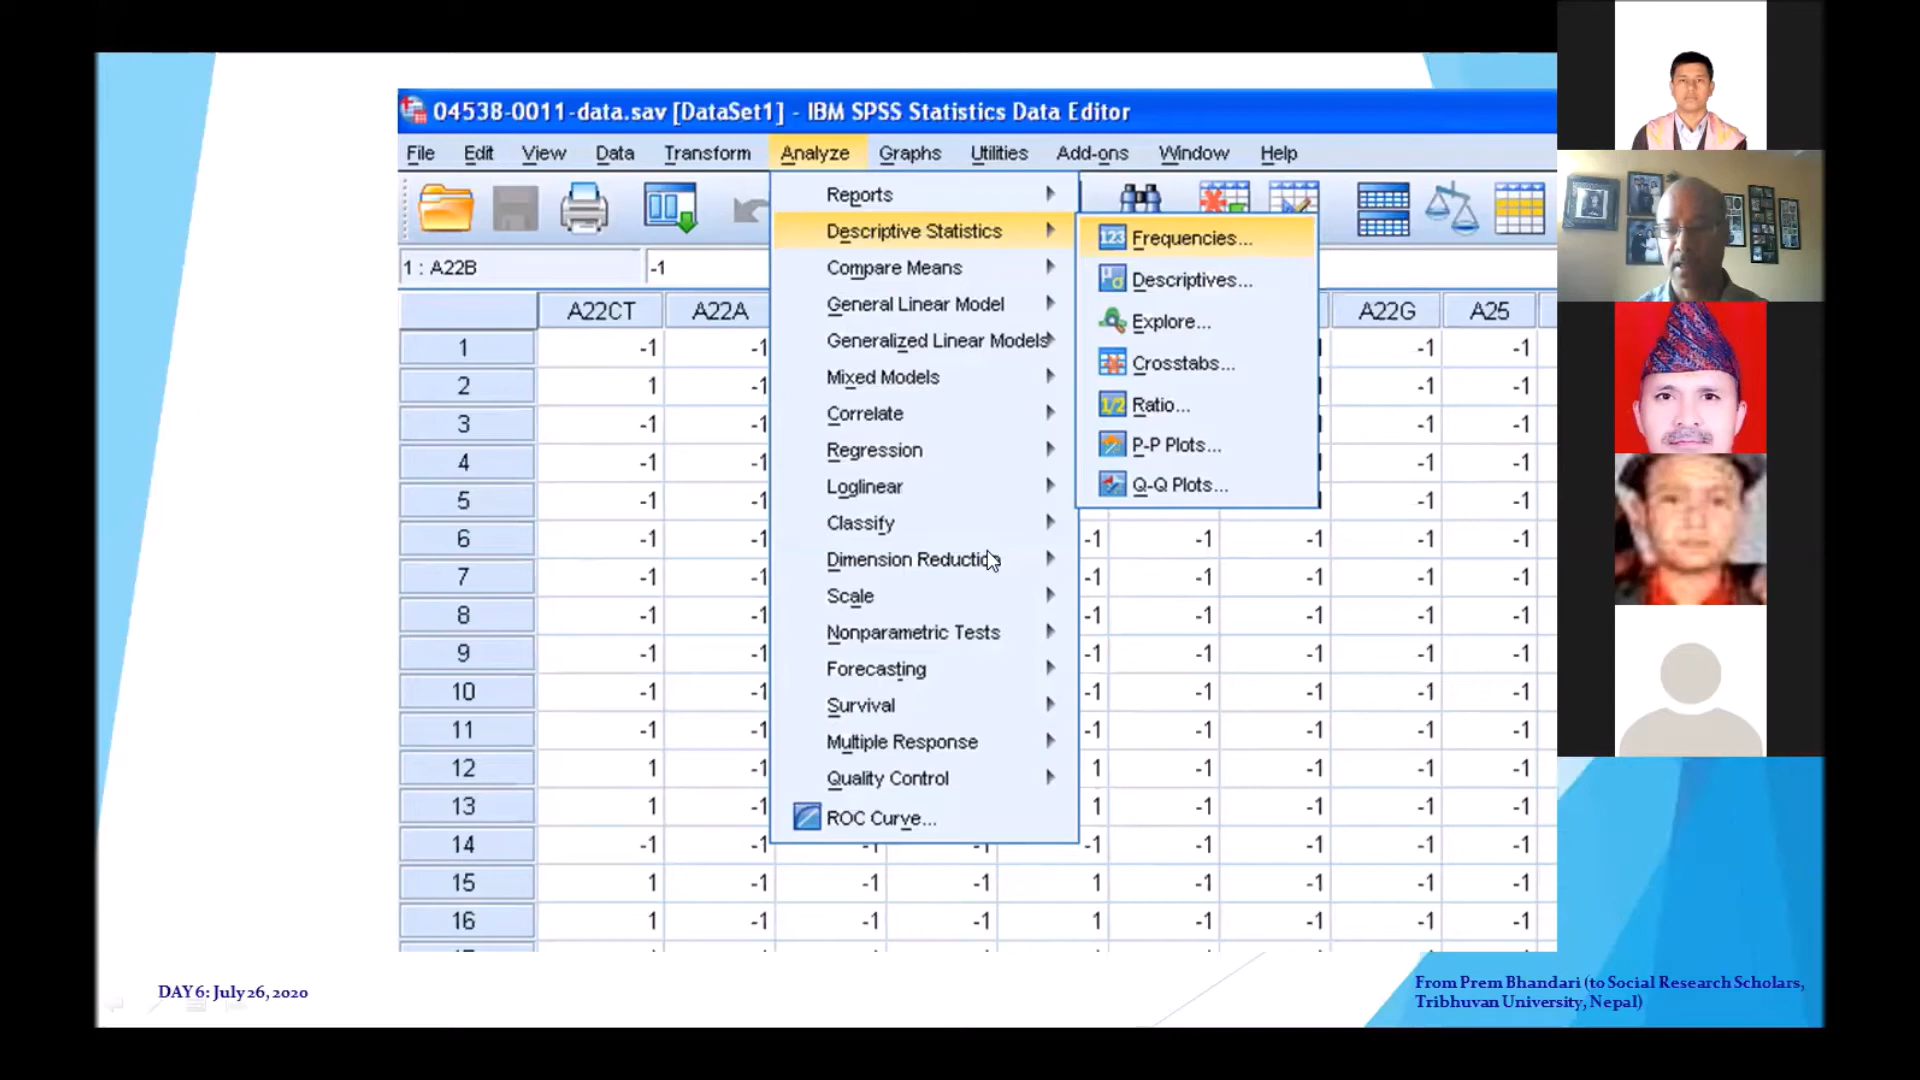 04538-0011-data.sav [DataSet1] - IBM SPSS Statistics Data Editor
File Edit View Data Transform Analyze Graphs Utilities Add-ons Window Help
1 : A22B -1
Reports
Descriptive Statistics
Compare Means
General Linear Model
Generalized Linear Models
Mixed Models
Correlate
Regression
Loglinear
Classify
Dimension Reduction
Scale
Nonparametric Tests
Forecasting
Survival
Multiple Response
Quality Control
ROC Curve...
123 Frequencies...
Descriptives...
Explore...
Crosstabs...
1/2 Ratio...
P-P Plots...
Q-Q Plots...
A22CT A22A A22G A25
1 -1 -1 -1 -1
2 1 -1 -1 -1
3 -1 -1 -1 -1
4 -1 -1 -1 -1
5 -1 -1 -1 -1
6 -1 -1 -1 -1 -1 -1 -1
7 -1 -1 -1 -1 -1 -1 -1
8 -1 -1 -1 -1 -1 -1 -1
9 -1 -1 -1 -1 -1 -1 -1
10 -1 -1 -1 -1 -1 -1 -1
11 -1 -1 -1 -1 -1 -1 -1
12 1 -1 1 -1 -1 -1 -1
13 1 -1 1 -1 -1 -1 -1
14 -1 -1 -1 -1 -1 -1 -1 -1 -1
15 1 -1 -1 -1 1 -1 -1 -1 -1
16 1 -1 -1 -1 1 -1 -1 -1 -1
DAY 6: July 26, 2020
From Prem Bhandari (to Social Research Scholars,
Tribhuvan University, Nepal)